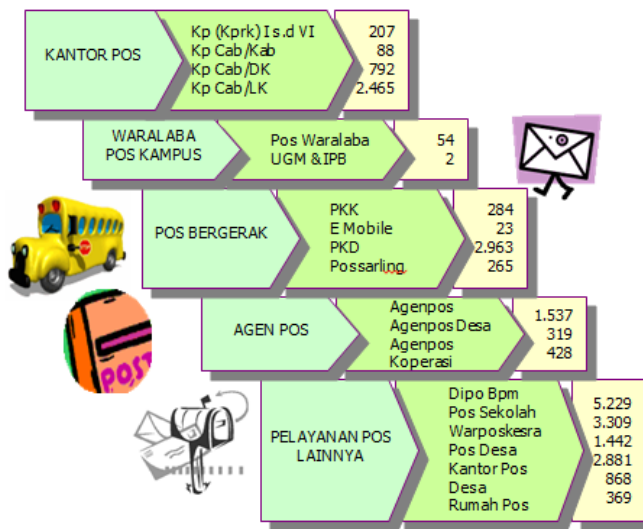 KANTOR POS
Kp (Kprk) I s.d VI
Kp Cab/Kab
Kp Cab/DK
Kp Cab/LK
207
88
792
2.465
WARALABA
POS KAMPUS
Pos Waralaba
UGM & IPB
54
2
POS BERGERAK
PKK
E Mobile
PKD
Possarling
284
23
2.963
265
AGEN POS
Agenpos
Agenpos Desa
Agenpos
Koperasi
1.537
319
428
PELAYANAN POS
LAINNYA
Dipo Bpm
Pos Sekolah
Warposkesra
Pos Desa
Kantor Pos
Desa
Rumah Pos
5.229
3.309
1.442
2.881
868
369
STOP
POST